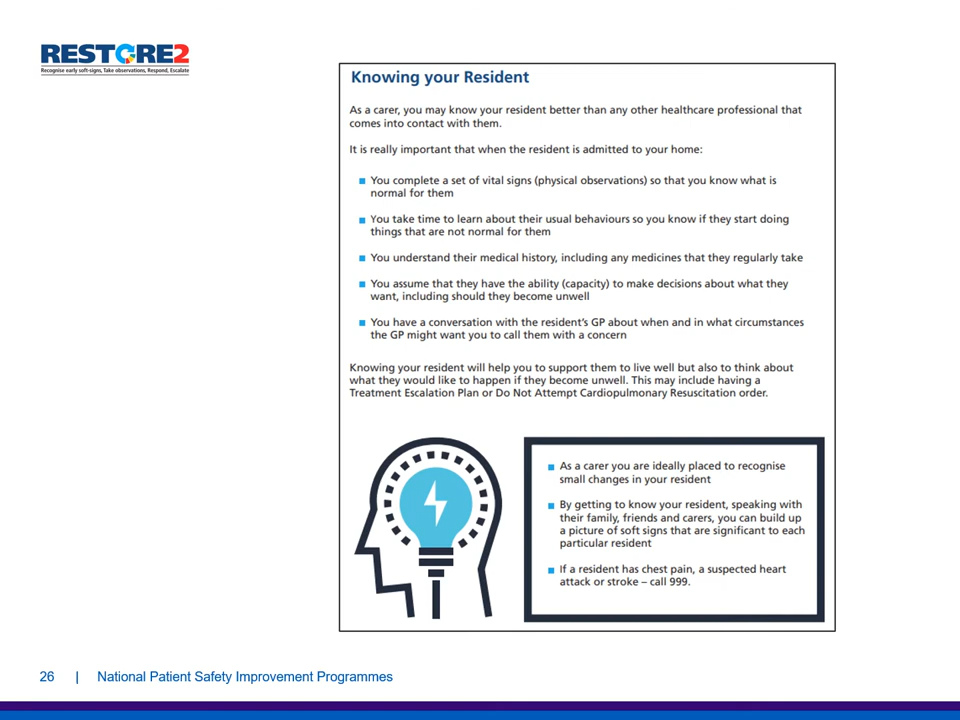 RESTORE2
Recognise early soft-signs, Take observations, Respond, Escalate
Knowing your Resident
As a carer, you may know your resident better than any other healthcare professional that
comes into contact with them.
It is really important that when the resident is admitted to your home:
You complete a set of vital signs (physical observations) so that you know what is
normal for them
You take time to learn about their usual behaviours so you know if they start doing
things that are not normal for them
You understand their medical history, including any medicines that they regularly take
You assume that they have the ability (capacity) to make decisions about what they
want, including should they become unwell
You have a conversation with the resident's GP about when and in what circumstances
the GP might want you to call them with a concern
Knowing your resident will help you to support them to live well but also to think about
what they would like to happen if they become unwell. This may include having a
Treatment Escalation Plan or Do Not Attempt Cardiopulmonary Resuscitation order.
As a carer you are ideally placed to recognise
small changes in your resident
By getting to know your resident, speaking with
their family, friends and carers, you can build up
a picture of soft signs that are significant to each
particular resident
If a resident has chest pain, a suspected heart
attack or stroke – call 999.
26 | National Patient Safety Improvement Programmes